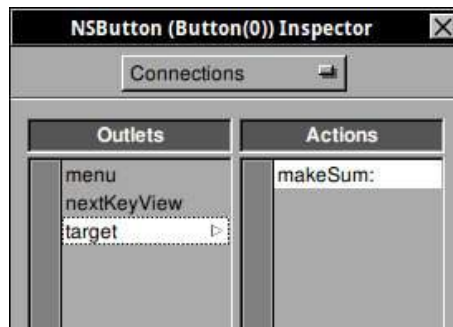 NSButton (Button(0)) Inspector
Connections
Outlets
Actions
menu
nextKeyView
target
makeSum: